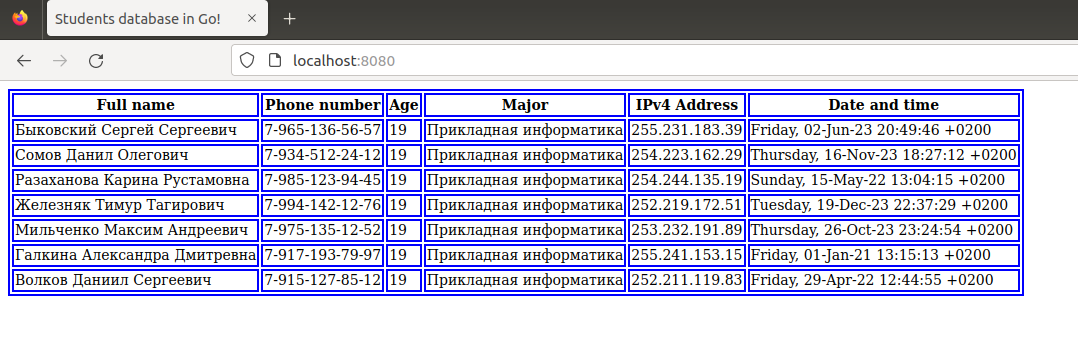 Students database in Go!
localhost:8080
Full name Phone number Age Major IPv4 Address Date and time
Быковский Сергей Сергеевич 7-965-136-56-57 19 Прикладная информатика 255.231.183.39 Friday, 02-Jun-23 20:49:46 +0200
Сомов Данил Олегович 7-934-512-24-12 19 Прикладная информатика 254.223.162.29 Thursday, 16-Nov-23 18:27:12 +0200
Разаханова Карина Рустамовна 7-985-123-94-45 19 Прикладная информатика 254.244.135.19 Sunday, 15-May-22 13:04:15 +0200
Железняк Тимур Тагирович 7-994-142-12-76 19 Прикладная информатика 252.219.172.51 Tuesday, 19-Dec-23 22:37:29 +0200
Мильченко Максим Андреевич 7-975-135-12-52 19 Прикладная информатика 253.232.191.89 Thursday, 26-Oct-23 23:24:54 +0200
Галкина Александра Дмитревна 7-917-193-79-97 19 Прикладная информатика 255.241.153.15 Friday, 01-Jan-21 13:15:13 +0200
Волков Даниил Сергеевич 7-915-127-85-12 19 Прикладная информатика 252.211.119.83 Friday, 29-Apr-22 12:44:55 +0200